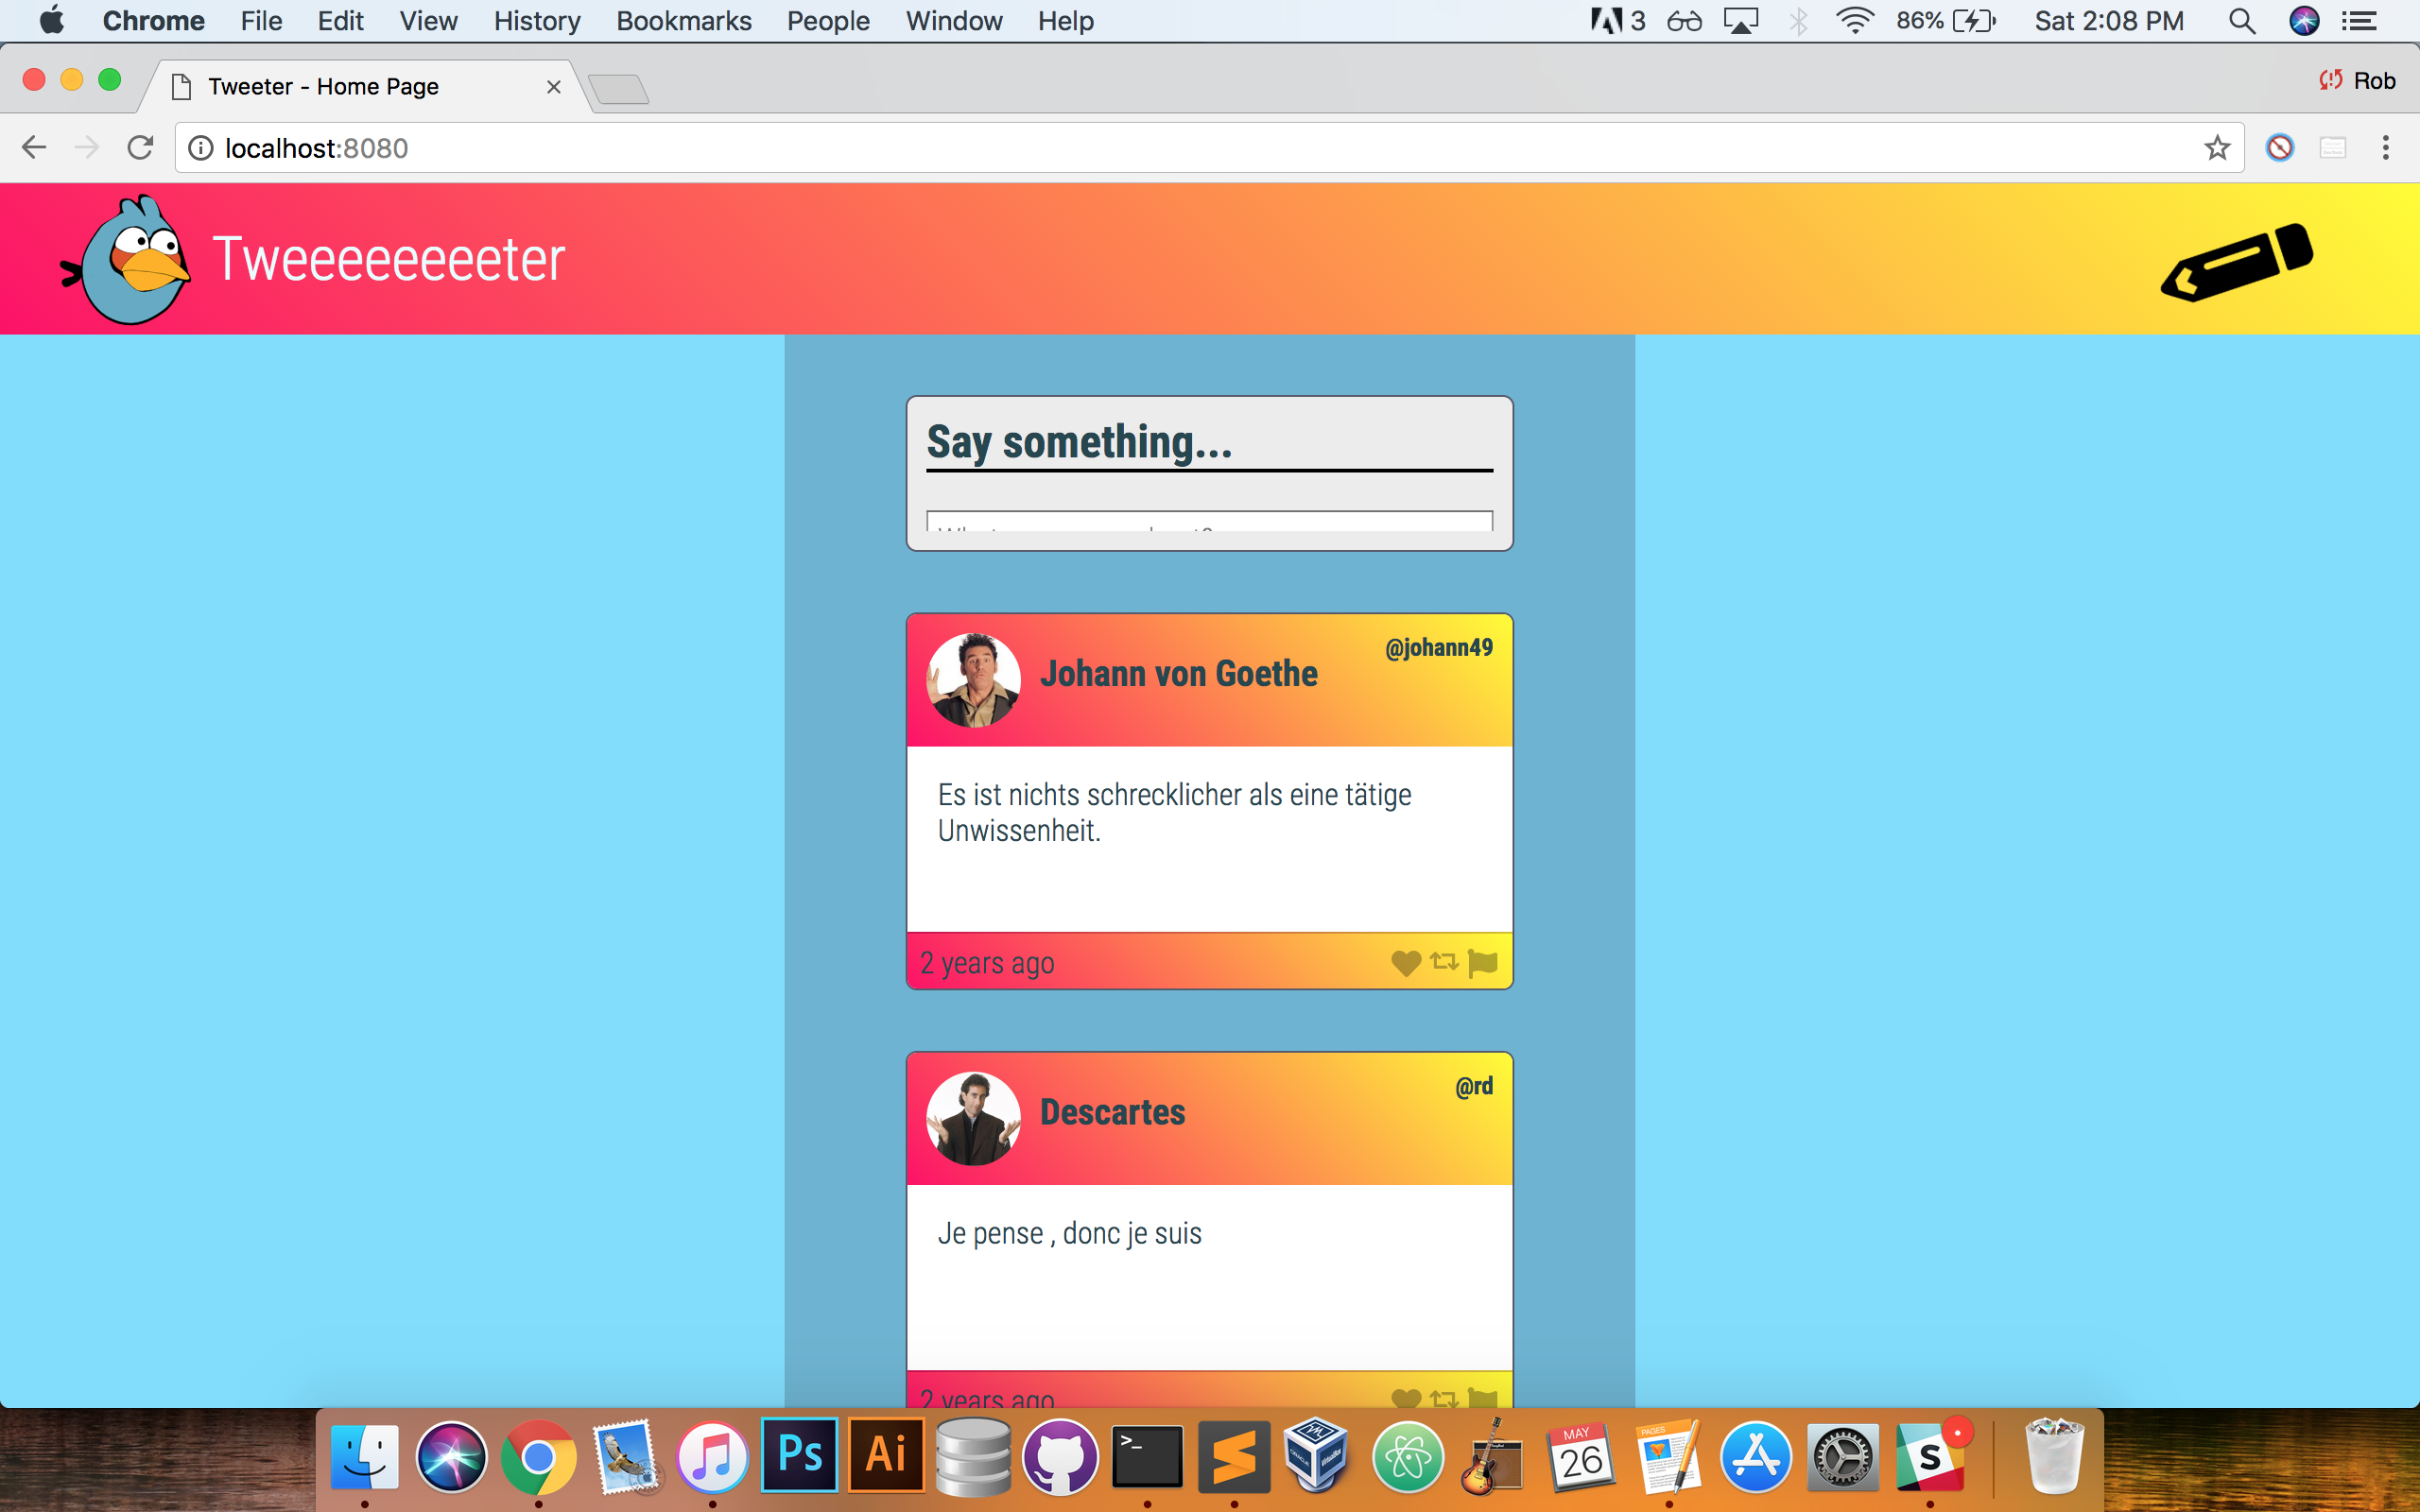 Chrome File Edit View History Bookmarks People Window Help 3 86% Sat 2:08 PM
Tweeter - Home Page Rob
localhost:8080
Tweeeeeeeeter
Say something...
@johann49
Johann von Goethe
Es ist nichts schrecklicher als eine tätige
Unwissenheit.
2 years ago
@rd
Descartes
Je pense , donc je suis
2 years ago
Ps Ai >_ MAY PAGES S
26